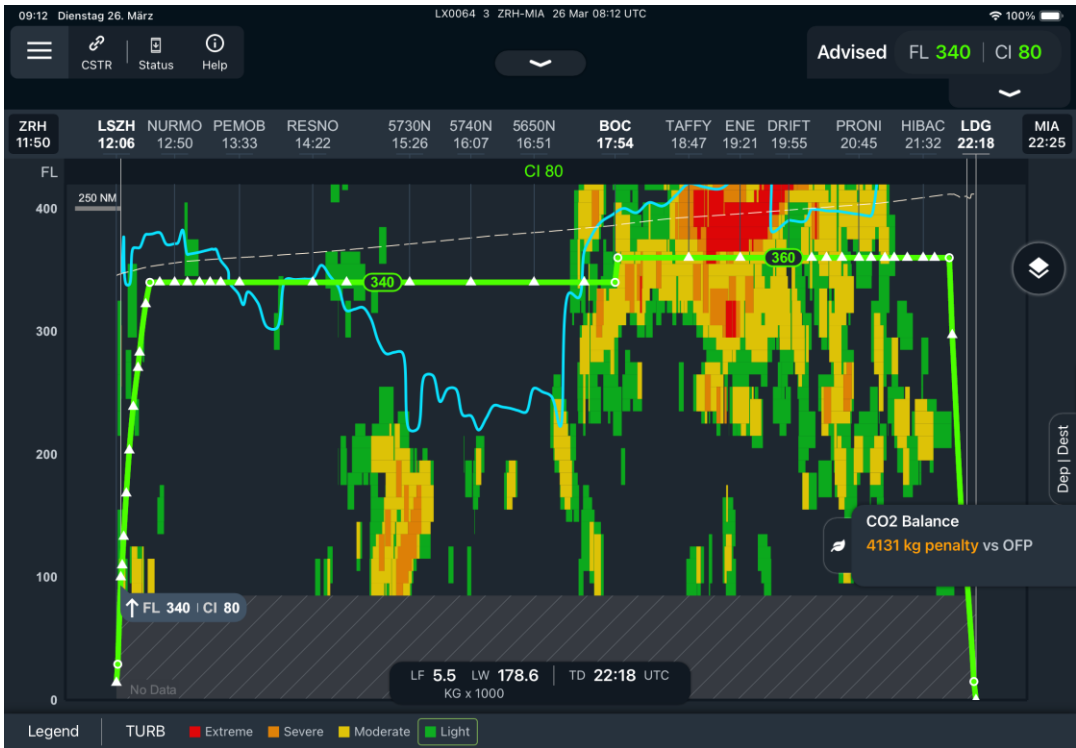 09:12 Dienstag 26. März
LX0064 3 ZRH-MIA 26 Mar 08:12 UTC
100%
CSTR
Status
Help
Advised FL 340 | CI 80
ZRH
11:50
LSZH NURMO PEMOB RESNO 5730N 5740N 5650N BOC TAFFY ENE DRIFT PRONI HIBAC LDG
12:06 12:50 13:33 14:22 15:26 16:07 16:51 17:54 18:47 19:21 19:55 20:45 21:32 22:18
MIA
22:25
FL
CI 80
250 NM
400
300
200
100
0
340
360
Dep | Dest
CO2 Balance
4131 kg penalty vs OFP
↑ FL 340 | CI 80
No Data
LF 5.5 LW 178.6 | TD 22:18 UTC
KG x 1000
Legend TURB Extreme Severe Moderate Light